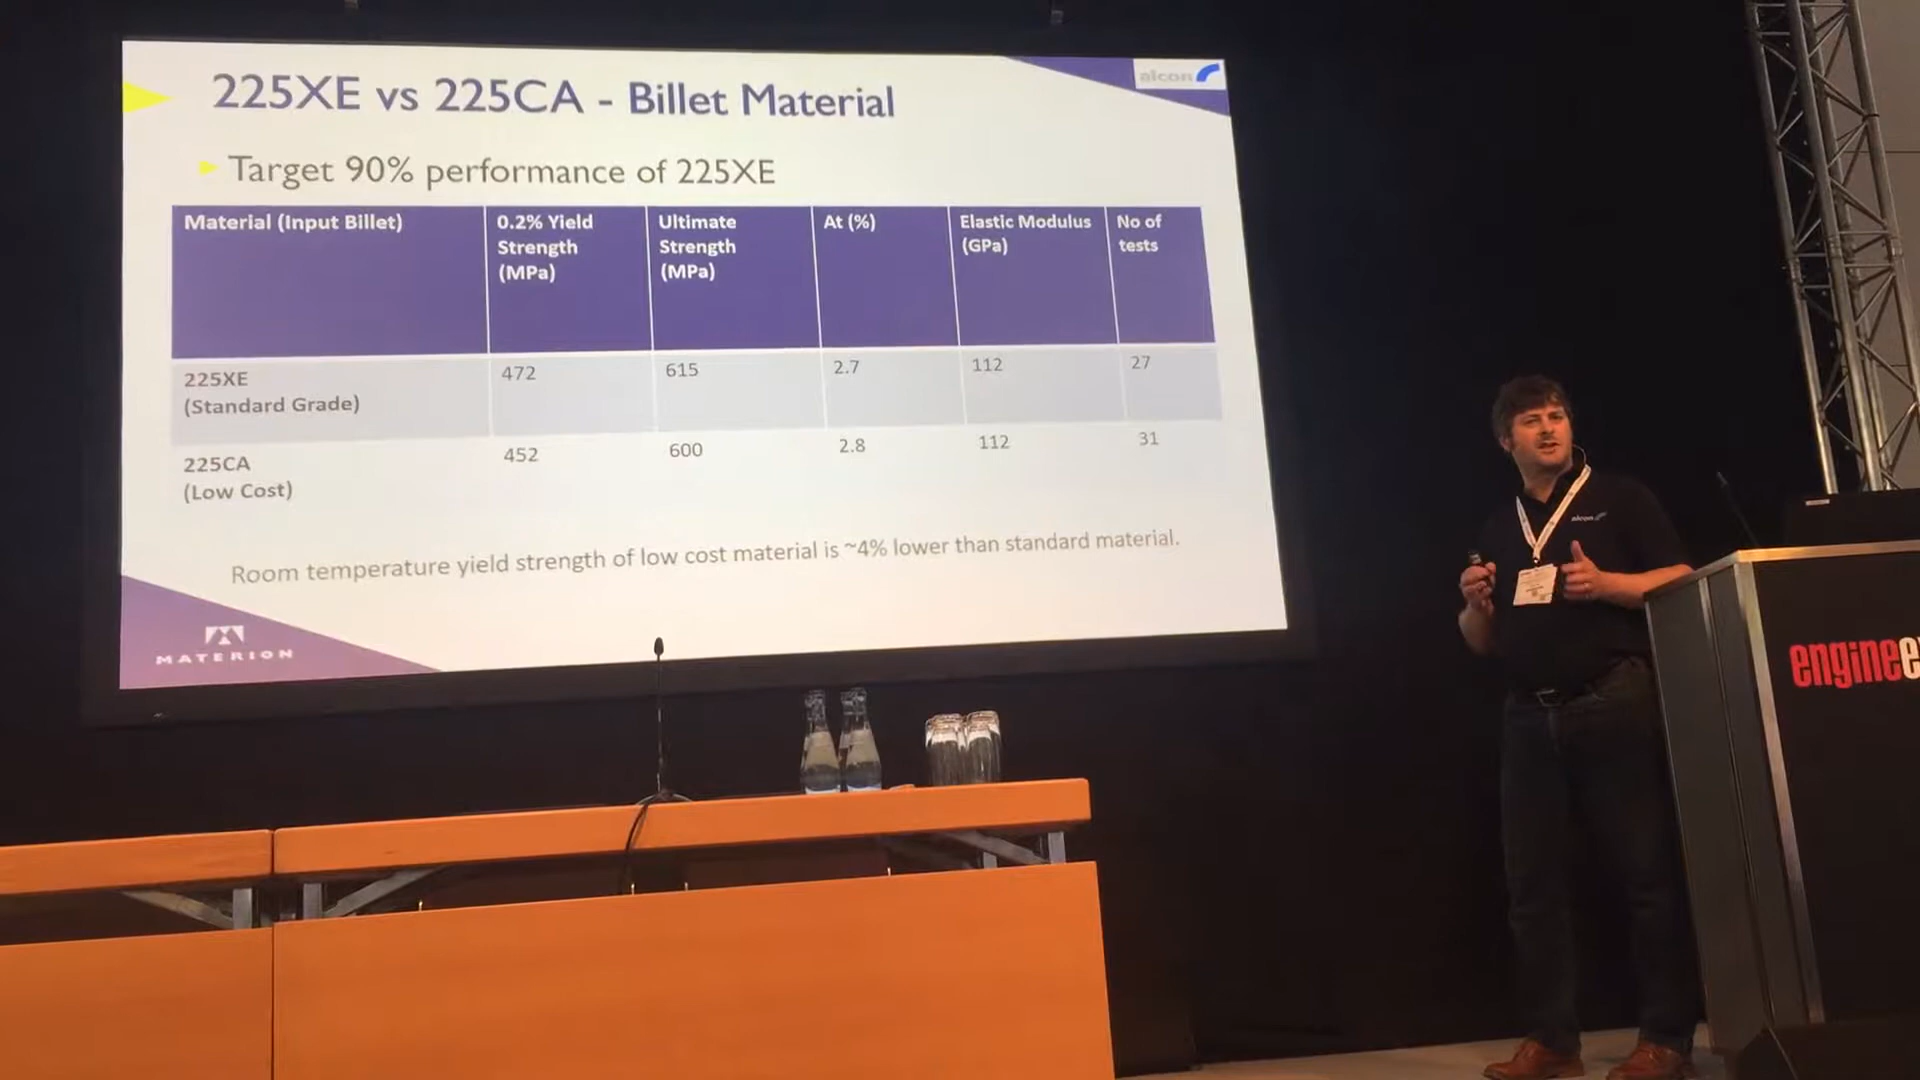 225XE vs 225CA - Billet Material
alcon
Target 90% performance of 225XE
Material (Input Billet)
0.2% Yield
Strength
(MPa)
Ultimate
Strength
(MPa)
At (%)
Elastic Modulus
(GPa)
No of
tests
225XE
(Standard Grade)
472
615
2.7
112
27
225CA
(Low Cost)
452
600
2.8
112
31
Room temperature yield strength of low cost material is ~4% lower than standard material.
MATERION
alcon